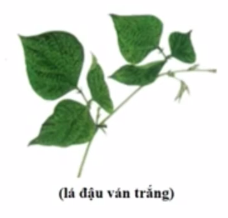 (lá đậu ván trắng)